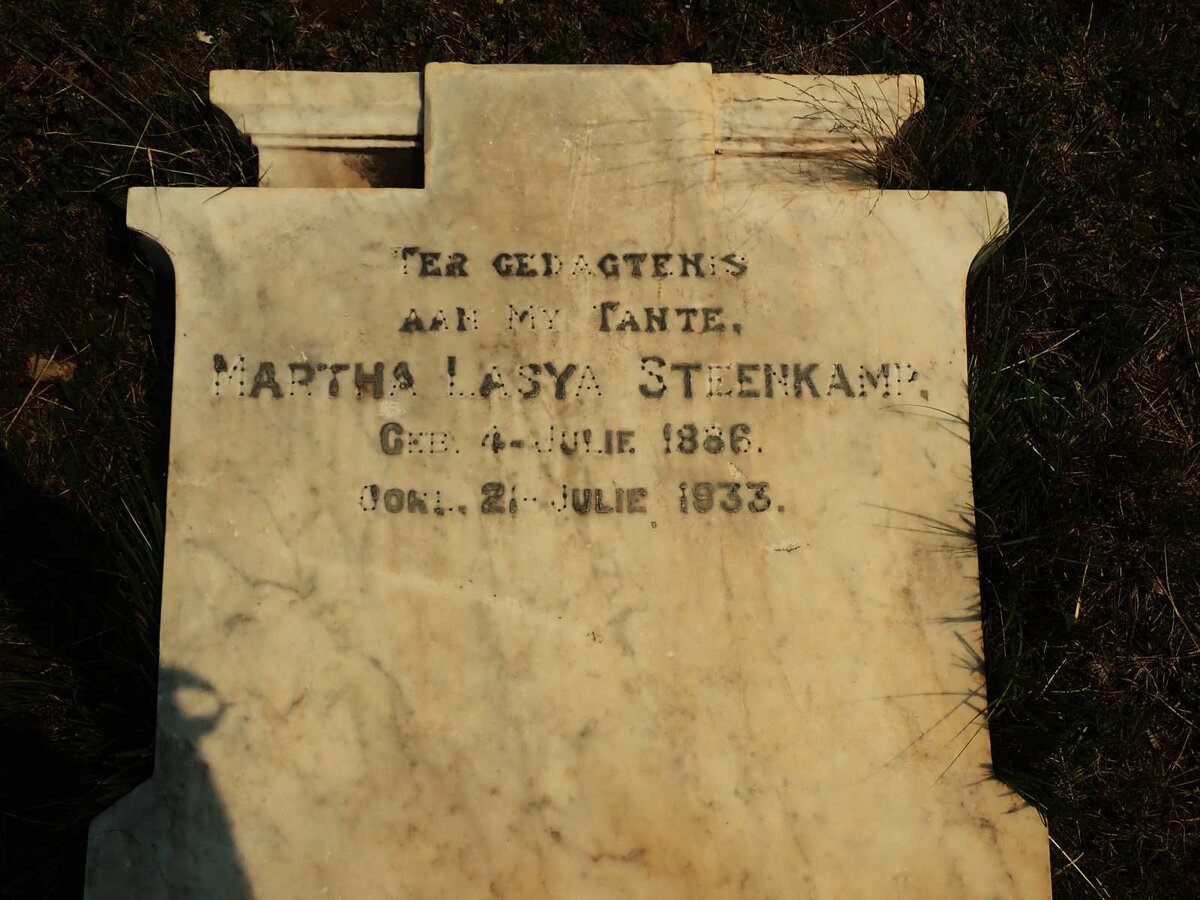 TER GEDAGTENIS
AAN MY TANTE,
MARTHA LASYA STEENKAMP,
GEB. 4-JULIE 1886.
OORL. 21-JULIE 1933.